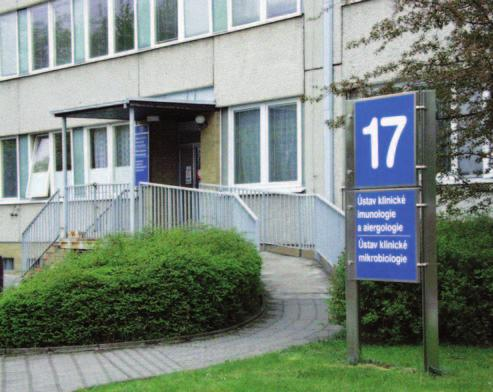 17
Ústav klinické
imunologie
a alergologie
Ústav klinické
mikrobiologie